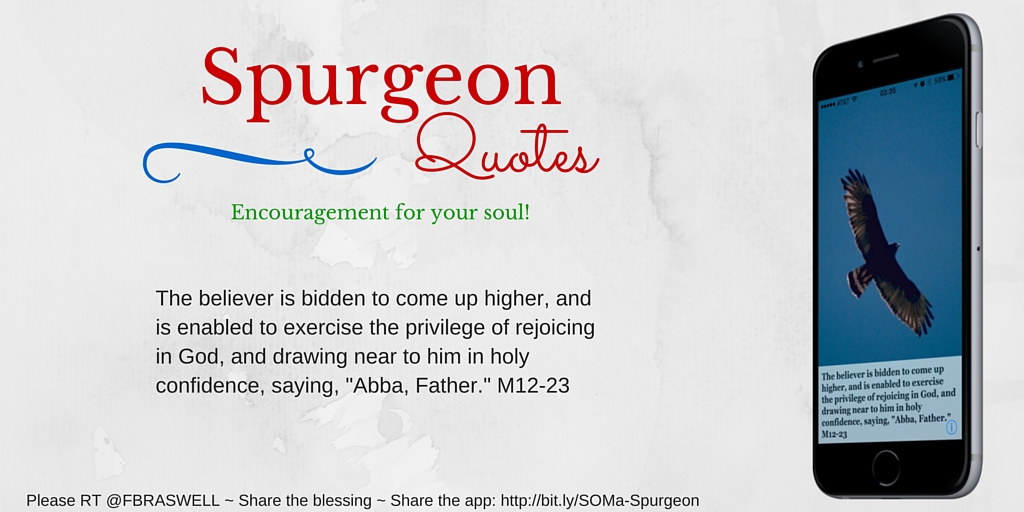 Spurgeon
Quotes
Encouragement for your soul!
The believer is bidden to come up higher, and
is enabled to exercise the privilege of rejoicing
in God, and drawing near to him in holy
confidence, saying, "Abba, Father." M12-23
Please RT @FBRASWELL ~ Share the blessing ~ Share the app: http://bit.ly/SOMa-Spurgeon
AT&T 03:35 58%
The believer is bidden to come up
higher, and is enabled to exercise
the privilege of rejoicing in God, and
drawing near to him in holy
confidence, saying, "Abba, Father."
M12-23